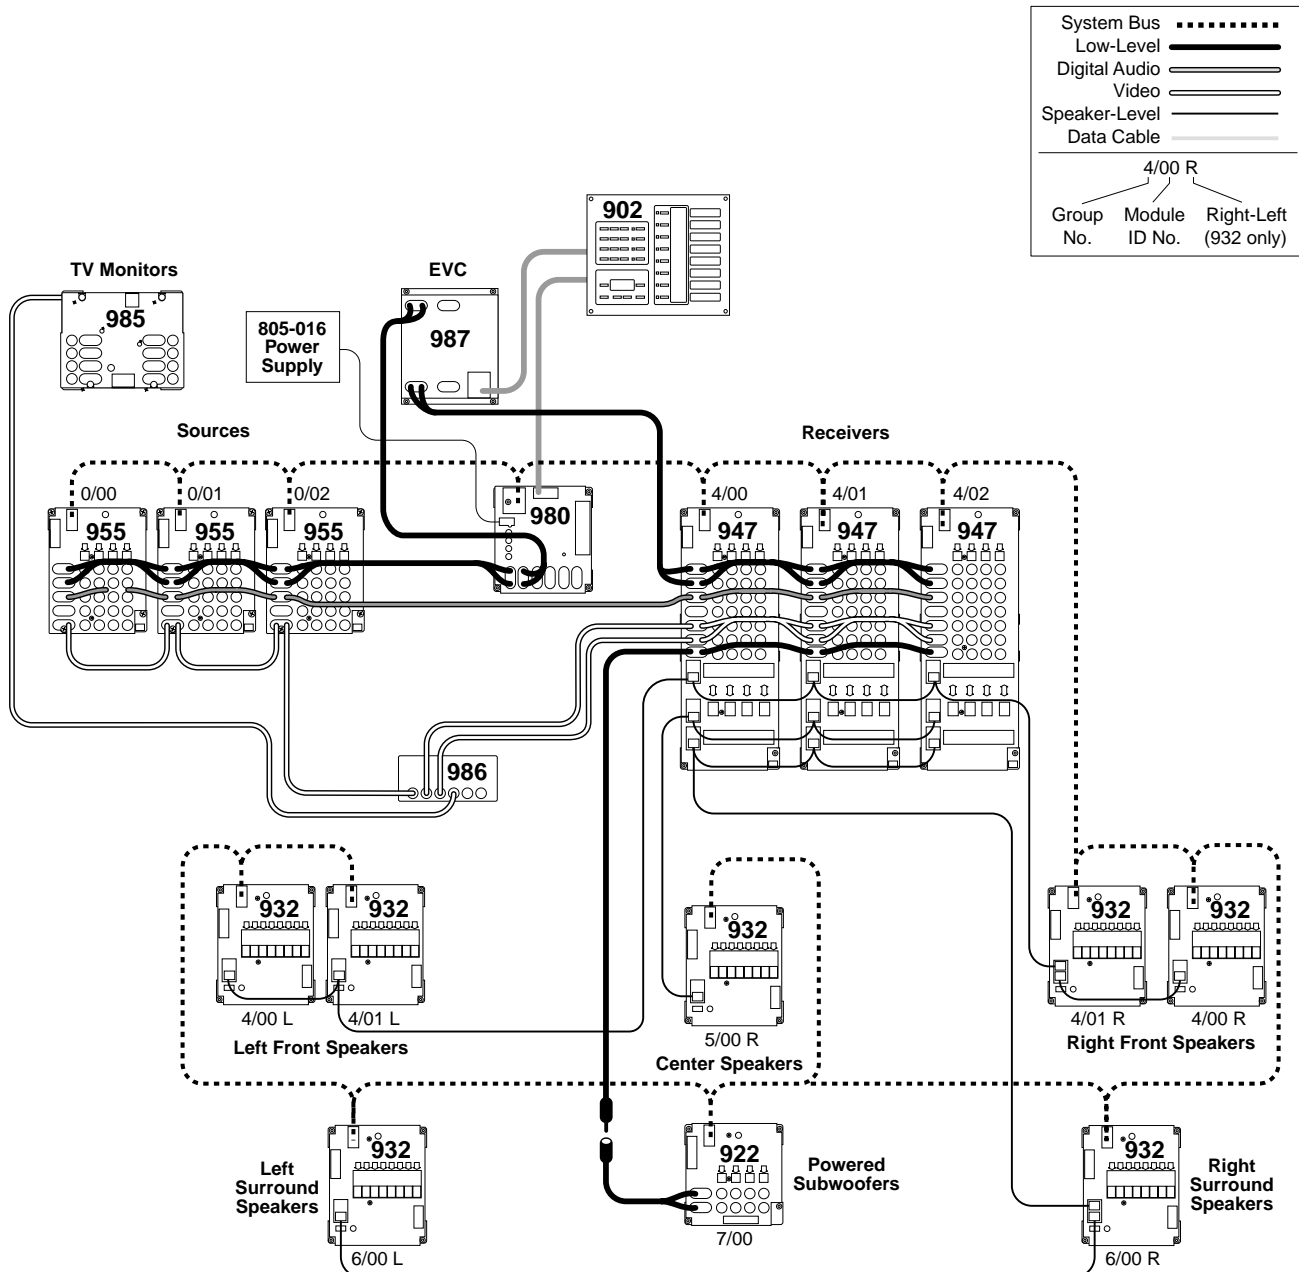 System Bus
Low-Level
Digital Audio
Video
Speaker-Level
Data Cable
4/00 R
Group No.
Module ID No.
Right-Left (932 only)
902
TV Monitors
985
EVC
987
805-016
Power
Supply
Sources
Receivers
0/00
0/01
0/02
4/00
4/01
4/02
955
955
955
980
947
947
947
986
932
932
932
932
932
4/00 L
4/01 L
Left Front Speakers
5/00 R
Center Speakers
4/01 R
4/00 R
Right Front Speakers
932
922
932
Left
Surround
Speakers
Powered
Subwoofers
Right
Surround
Speakers
6/00 L
7/00
6/00 R